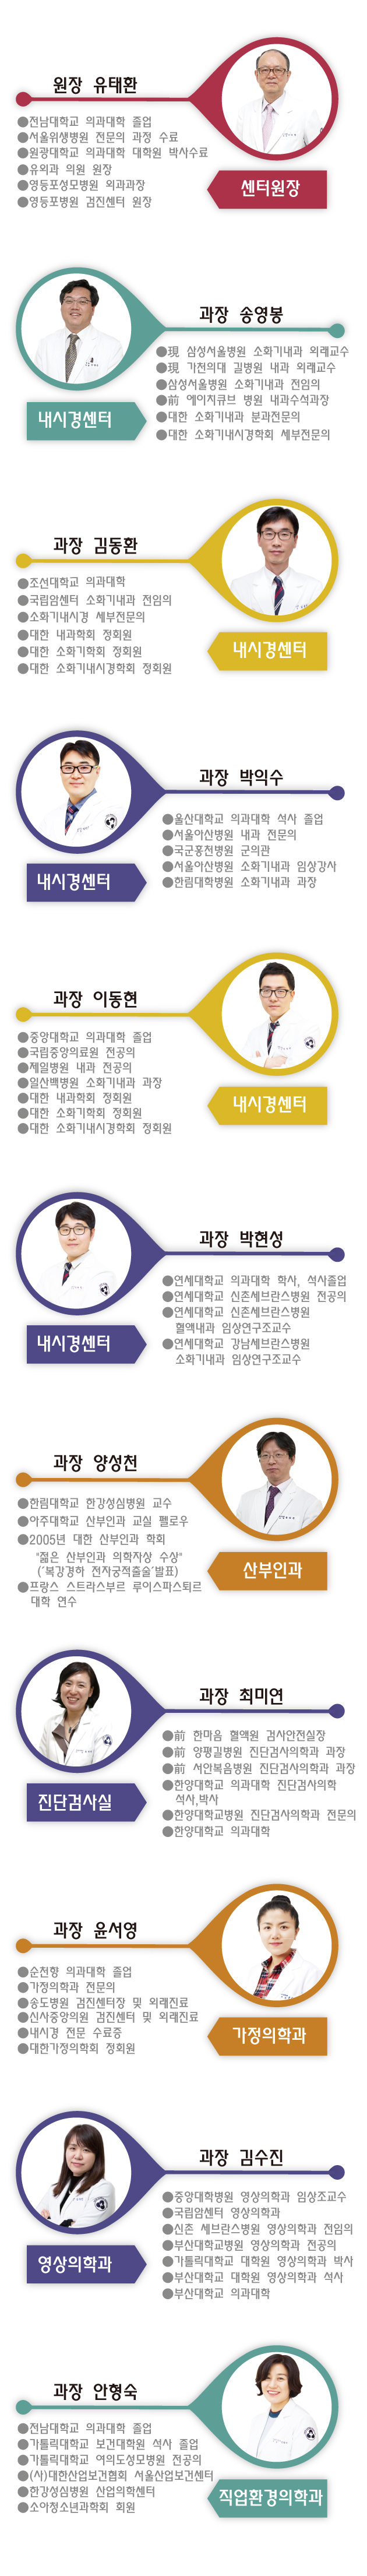 원장 유태환
●전남대학교 의과대학 졸업
●서울위생병원 전문의 과정 수료
●원광대학교 의과대학 대학원 박사수료
●유외과 의원 원장
●영등포성모병원 외과과장
●영등포병원 검진센터 원장
센터원장
과장 송영봉
●現 삼성서울병원 소화기내과 외래교수
●現 가천의대 길병원 내과 외래교수
●삼성서울병원 소화기내과 전임의
●前 에이치큐브 병원 내과수석과장
●대한 소화기내과 분과전문의
●대한 소화기내시경학회 세부전문의
내시경센터
과장 김동환
●조선대학교 의과대학
●국립암센터 소화기내과 전임의
●소화기내시경 세부전문의
●대한 내과학회 정회원
●대한 소화기학회 정회원
●대한 소화기내시경학회 정회원
내시경센터
과장 박익수
●울산대학교 의과대학 석사 졸업
●서울아산병원 내과 전문의
●국군홍천병원 군의관
●서울아산병원 소화기내과 임상강사
●한림대학병원 소화기내과 과장
내시경센터
과장 이동현
●중앙대학교 의과대학 졸업
●국립중앙의료원 전공의
●제일병원 내과 전공의
●일산백병원 소화기내과 과장
●대한 내과학회 정회원
●대한 소화기학회 정회원
●대한 소화기내시경학회 정회원
내시경센터
과장 박현성
●연세대학교 의과대학 학사, 석사졸업
●연세대학교 신촌세브란스병원 전공의
●연세대학교 신촌세브란스병원
혈액내과 임상연구조교수
●연세대학교 강남세브란스병원
소화기내과 임상연구조교수
내시경센터
과장 양성천
●한림대학교 한강성심병원 교수
●아주대학교 산부인과 교실 펠로우
●2005년 대한 산부인과 학회
"젊은 산부인과 의학자상 수상"
(´복강경하 전자궁적출술´발표)
●프랑스 스트라스부르 루이스파스퇴르
대학 연수
산부인과
과장 최미연
●前 한마음 혈액원 검사안전실장
●前 양평길병원 진단검사의학과 과장
●前 서안복음병원 진단검사의학과 과장
●한양대학교 의과대학 진단검사의학
석사,박사
●한양대학교병원 진단검사의학과 전문의
●한양대학교 의과대학
진단검사실
과장 윤서영
●순천향 의과대학 졸업
●가정의학과 전문의
●송도병원 검진센터장 및 외래진료
●신사중앙의원 검진센터 및 외래진료
●내시경 전문 수료증
●대한가정의학회 정회원
가정의학과
과장 김수진
●중앙대학병원 영상의학과 임상조교수
●국립암센터 영상의학과
●신촌 세브란스병원 영상의학과 전임의
●부산대학교병원 영상의학과 전공의
●가톨릭대학교 대학원 영상의학과 박사
●부산대학교 대학원 영상의학과 석사
●부산대학교 의과대학
영상의학과
과장 안형숙
●전남대학교 의과대학 졸업
●가톨릭대학교 보건대학원 석사 졸업
●가톨릭대학교 여의도성모병원 전공의
●(사)대한산업보건협회 서울산업보건센터
●한강성심병원 산업의학센터
●소아청소년과학회 회원
직업환경의학과